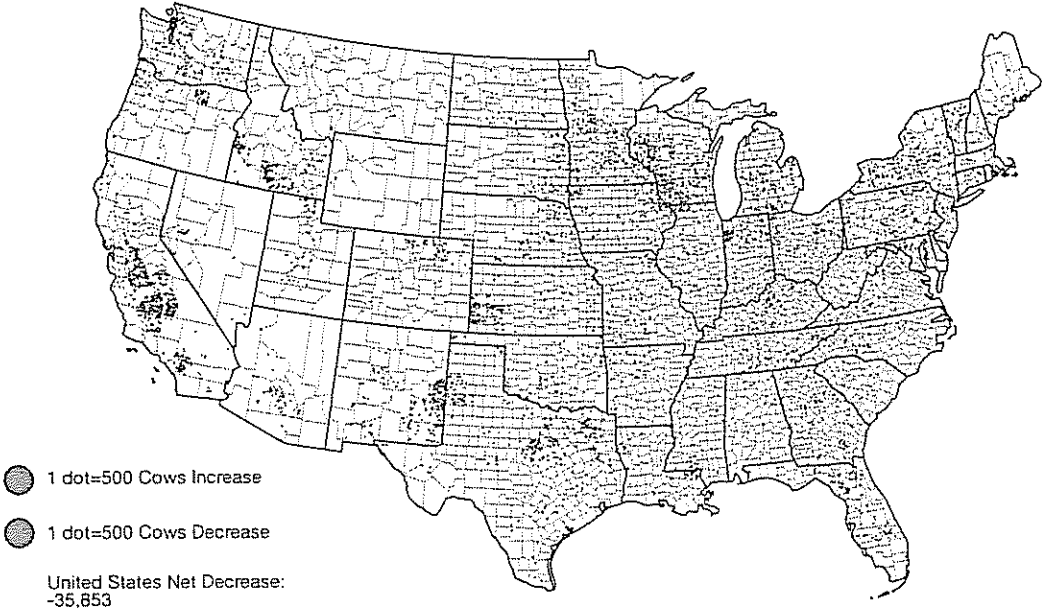 1 dot=500 Cows Increase
1 dot=500 Cows Decrease
United States Net Decrease:
-35,853